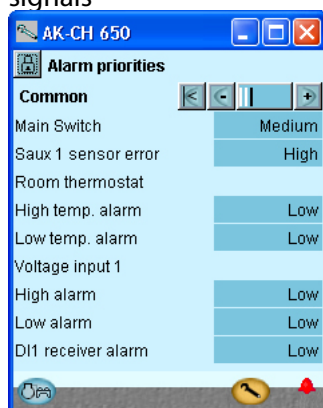 signals
AK-CH 650
Alarm priorities
Common
Main Switch Medium
Saux 1 sensor error High
Room thermostat
High temp. alarm Low
Low temp. alarm Low
Voltage input 1
High alarm Low
Low alarm Low
DI1 receiver alarm Low